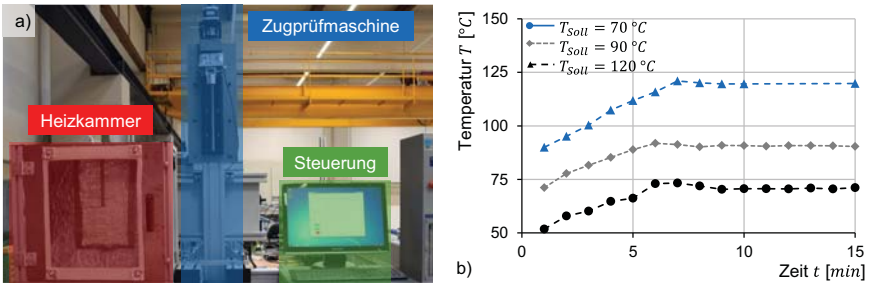 a)
Zugprüfmaschine
Heizkammer
Steuerung
Temperatur T [°C]
150
125
100
75
50
T_Soll = 70 °C
T_Soll = 90 °C
T_Soll = 120 °C
0
5
10
15
Zeit t [min]
b)